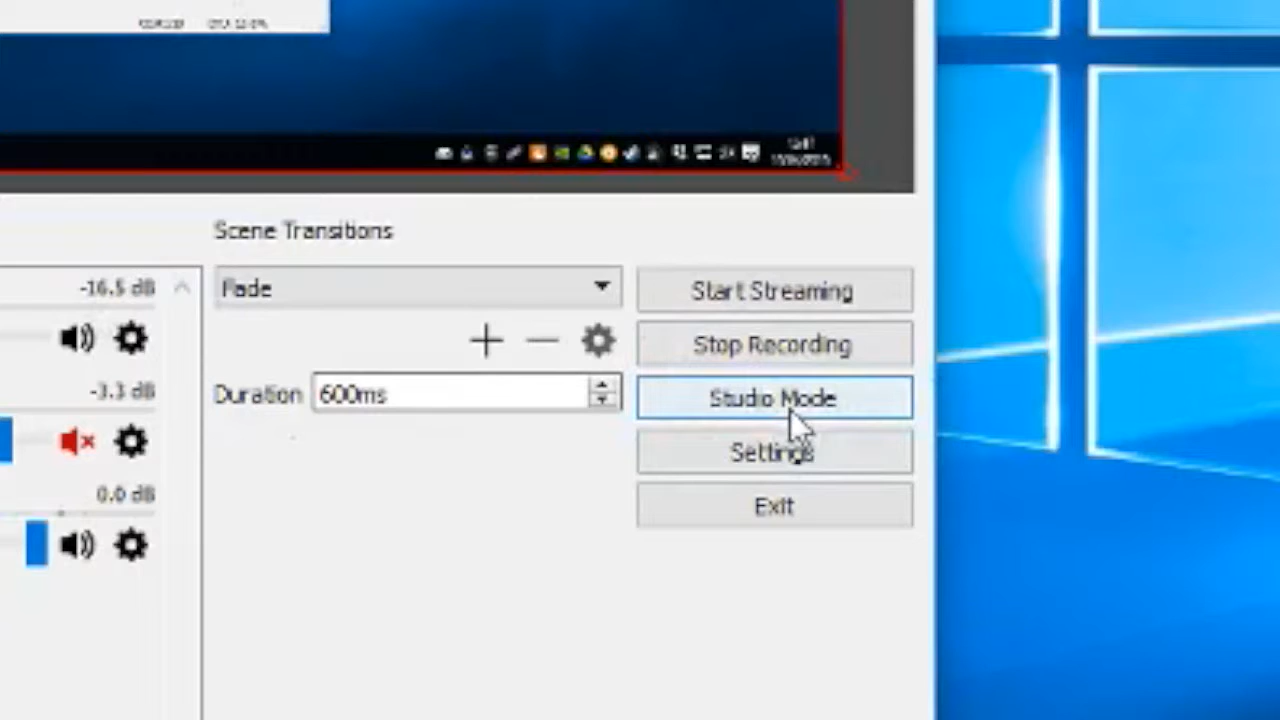 Scene Transitions
-16.5 dB
Fade
Start Streaming
Stop Recording
-3.3 dB
Duration 600ms
Studio Mode
Settings
0.0 dB
Exit